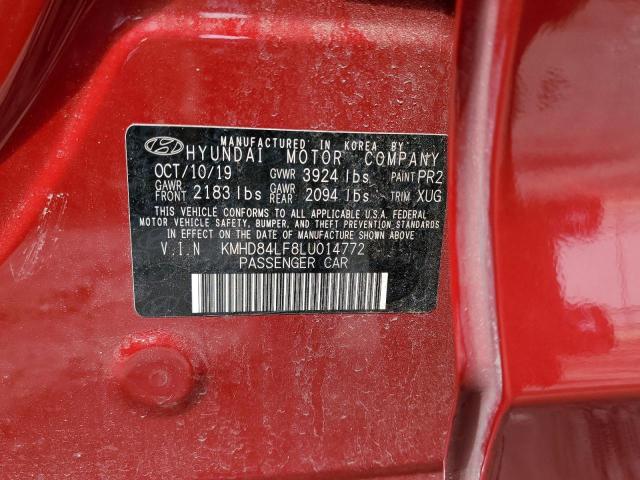 MANUFACTURED IN KOREA BY
HYUNDAI MOTOR COMPANY
OCT/10/19 GVWR 3924 lbs PAINT PR2
GAWR FRONT 2183 lbs GAWR REAR 2094 lbs TRIM XUG
THIS VEHICLE CONFORMS TO ALL APPLICABLE U.S.A. FEDERAL
MOTOR VEHICLE SAFETY, BUMPER, AND THEFT PREVENTION STANDARDS
IN EFFECT ON THE DATE OF MANUFACTURE SHOWN ABOVE.
V.I.N KMHD84LF8LU014772
PASSENGER CAR